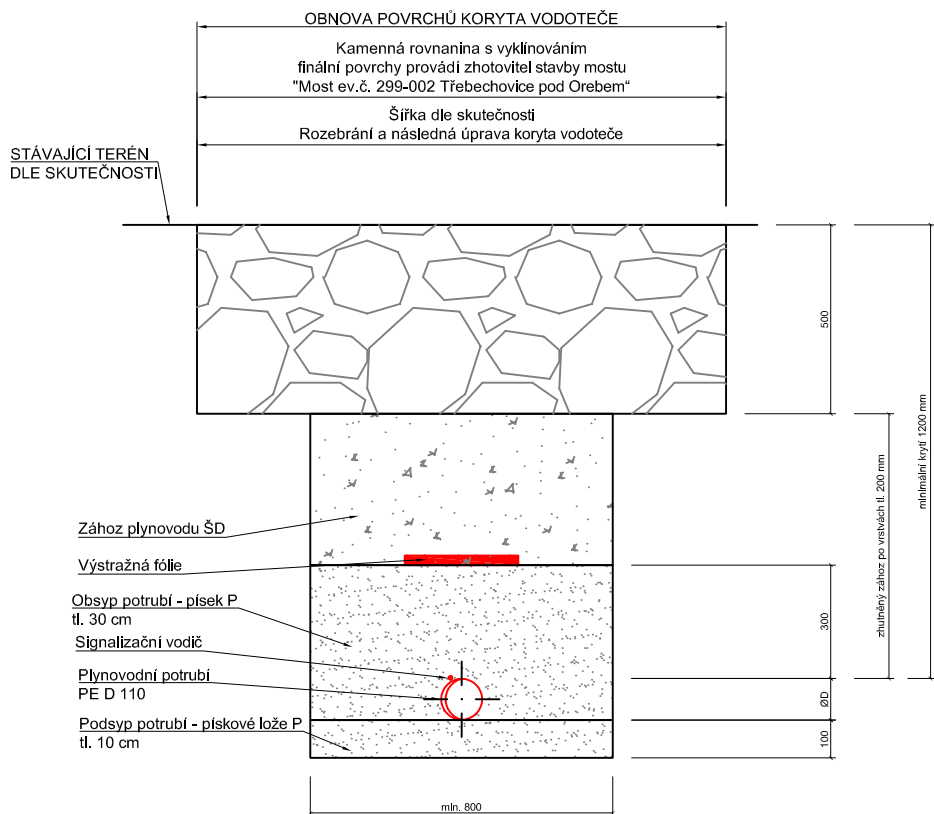 OBNOVA POVRCHŮ KORYTA VODOTEČE
Kamenná rovnanina s vyklínováním
finální povrchy provádí zhotovitel stavby mostu
"Most ev.č. 299-002 Třebechovice pod Orebem“
Šířka dle skutečnosti
Rozebrání a následná úprava koryta vodoteče
STÁVAJÍCÍ TERÉN
DLE SKUTEČNOSTI
500
minimální krytí 1200 mm
zhutněný zához po vrstvách tl. 200 mm
Zához plynovodu ŠD
Výstražná fólie
Obsyp potrubí - písek P
tl. 30 cm
300
Signalizační vodič
Plynovodní potrubí
PE D 110
ØD
Podsyp potrubí - pískové lože P
tl. 10 cm
100
min. 800